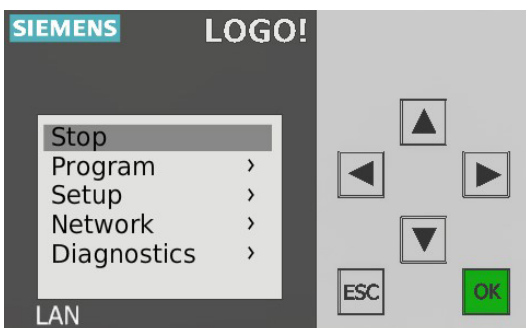 SIEMENS LOGO!
Stop
Program >
Setup >
Network >
Diagnostics >
ESC OK
LAN